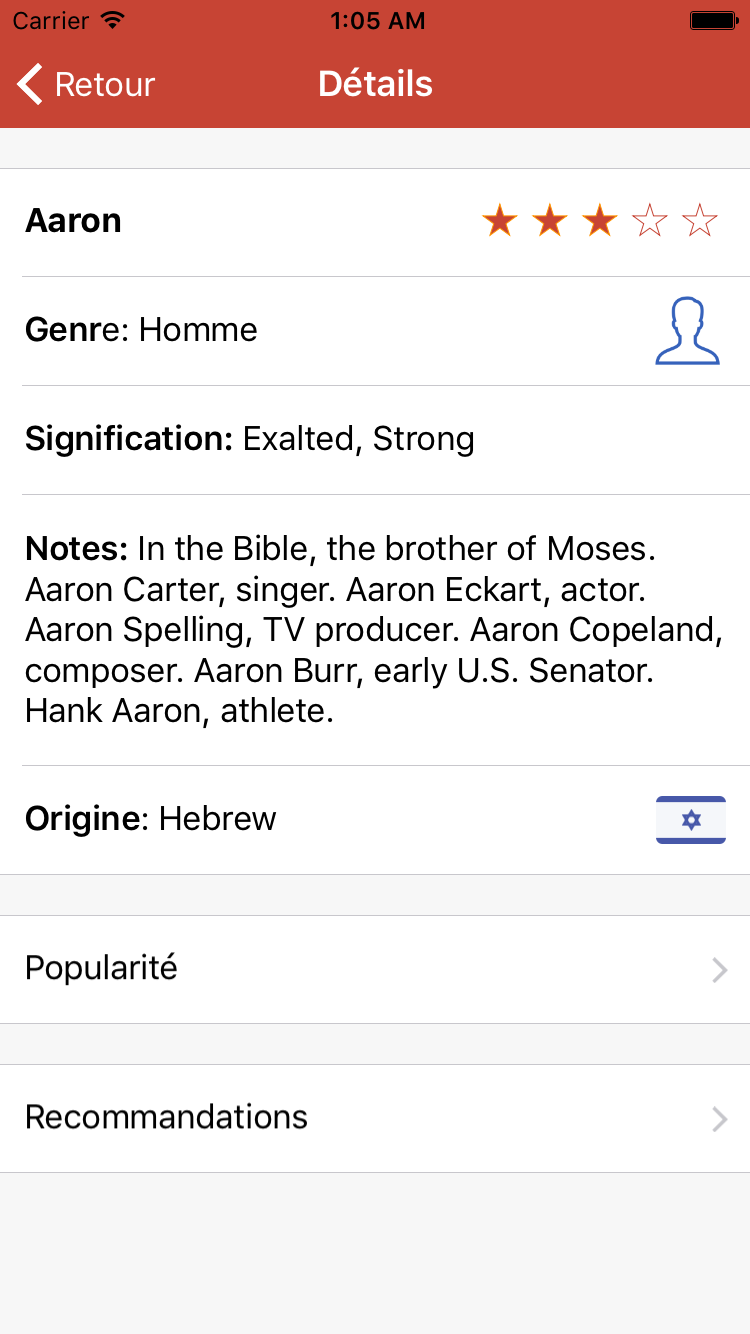 Carrier 1:05 AM
Retour Détails
Aaron
Genre: Homme
Signification: Exalted, Strong
Notes: In the Bible, the brother of Moses.
Aaron Carter, singer. Aaron Eckart, actor.
Aaron Spelling, TV producer. Aaron Copeland,
composer. Aaron Burr, early U.S. Senator.
Hank Aaron, athlete.
Origine: Hebrew
Popularité
Recommandations